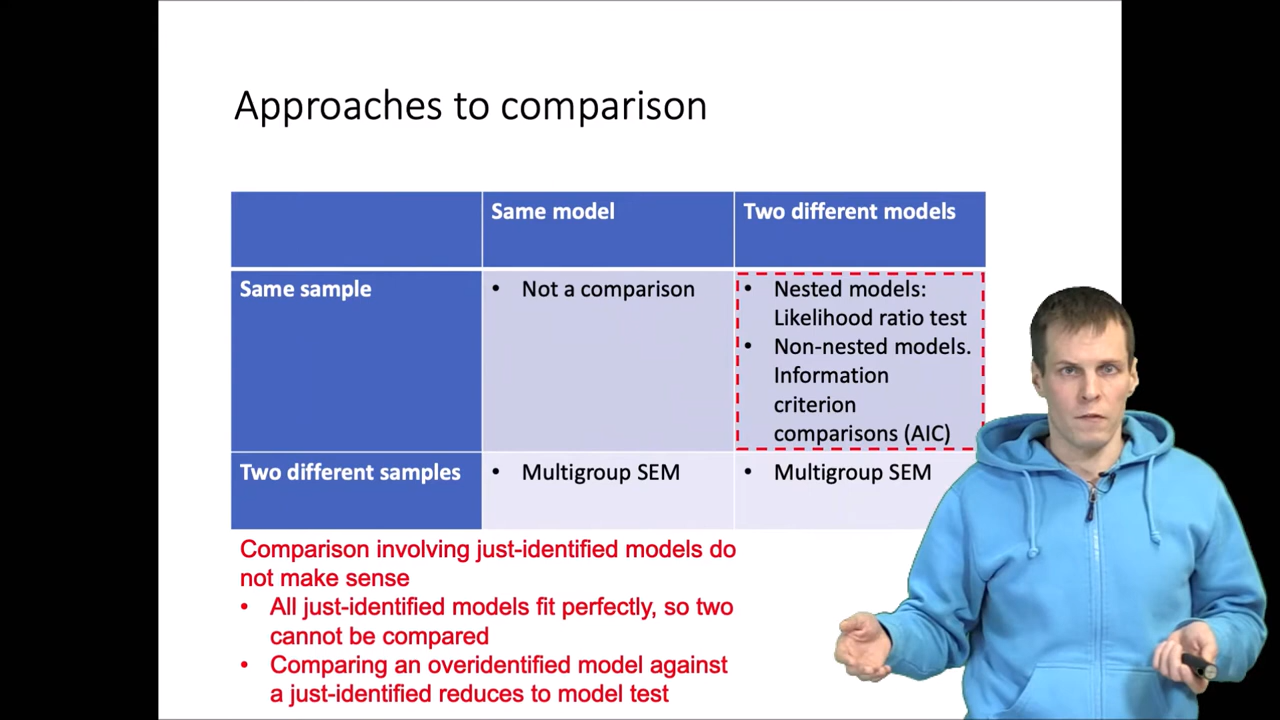 Approaches to comparison
Same model
Two different models
Same sample
• Not a comparison
• Nested models:
Likelihood ratio test
• Non-nested models.
Information
criterion
comparisons (AIC)
Two different samples
• Multigroup SEM
• Multigroup SEM
Comparison involving just-identified models do
not make sense
• All just-identified models fit perfectly, so two
cannot be compared
• Comparing an overidentified model against
a just-identified reduces to model test